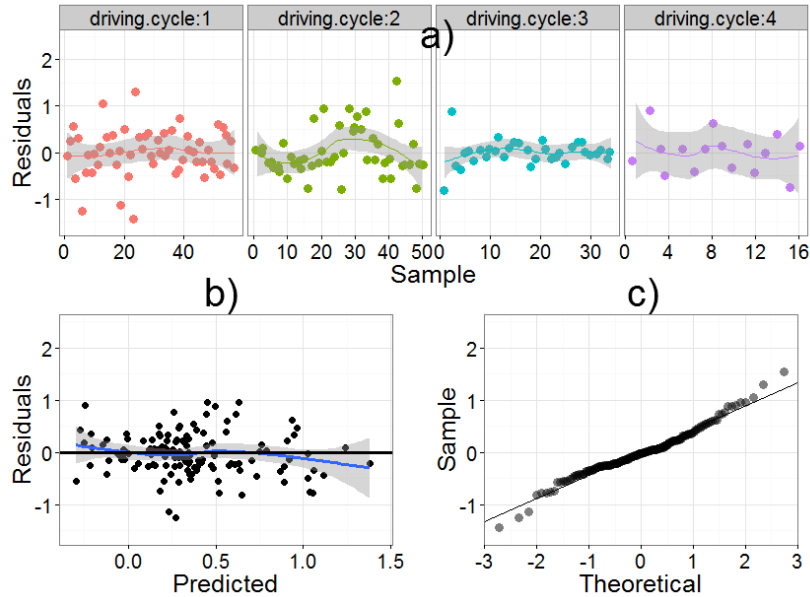 driving.cycle:1 driving.cycle:2 driving.cycle:3 driving.cycle:4
a)
Residuals
2
1
0
-1
0 20 40 0 10 20 30 40 50 0 10 20 30 0 4 8 12 16
Sample
b) c)
Residuals
2
1
0
-1
0.0 0.5 1.0 1.5
Predicted
Sample
2
1
0
-1
-3 -2 -1 0 1 2 3
Theoretical